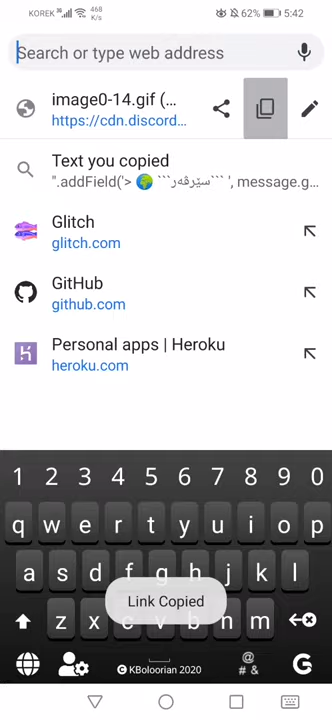 KOREK 468 K/s 62% 5:42
Search or type web address
image0-14.gif (...
https://cdn.discord...
Text you copied
".addField('> 🌍 ```سێرڤەر``` ', message.g...
Glitch
glitch.com
GitHub
github.com
Personal apps | Heroku
heroku.com
1 2 3 4 5 6 7 8 9 0
q w e r t y u i o p
a s d f g h j k l
Link Copied
z x c v b n m
© KBoloorian 2020 @ # & G